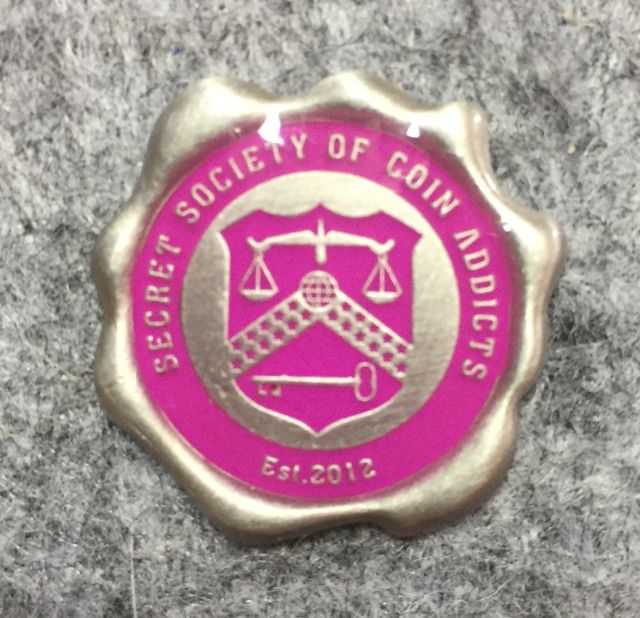 SECRET SOCIETY OF COIN ADDICTS
Est.2012